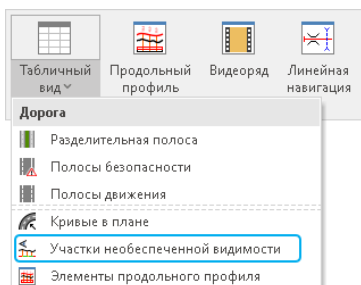 Табличный вид
Продольный профиль
Видеоряд
Линейная навигация
Дорога
Разделительная полоса
Полосы безопасности
Полосы движения
Кривые в плане
Участки необеспеченной видимости
Элементы продольного профиля